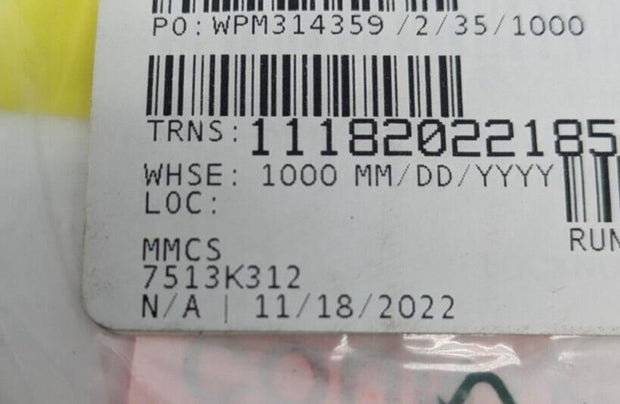 PO: WPM314359 /2/35/1000
TRNS: 11182022185
WHSE: 1000 MM/DD/YYYY
LOC:
RUN
MMCS
7513K312
N/A | 11/18/2022